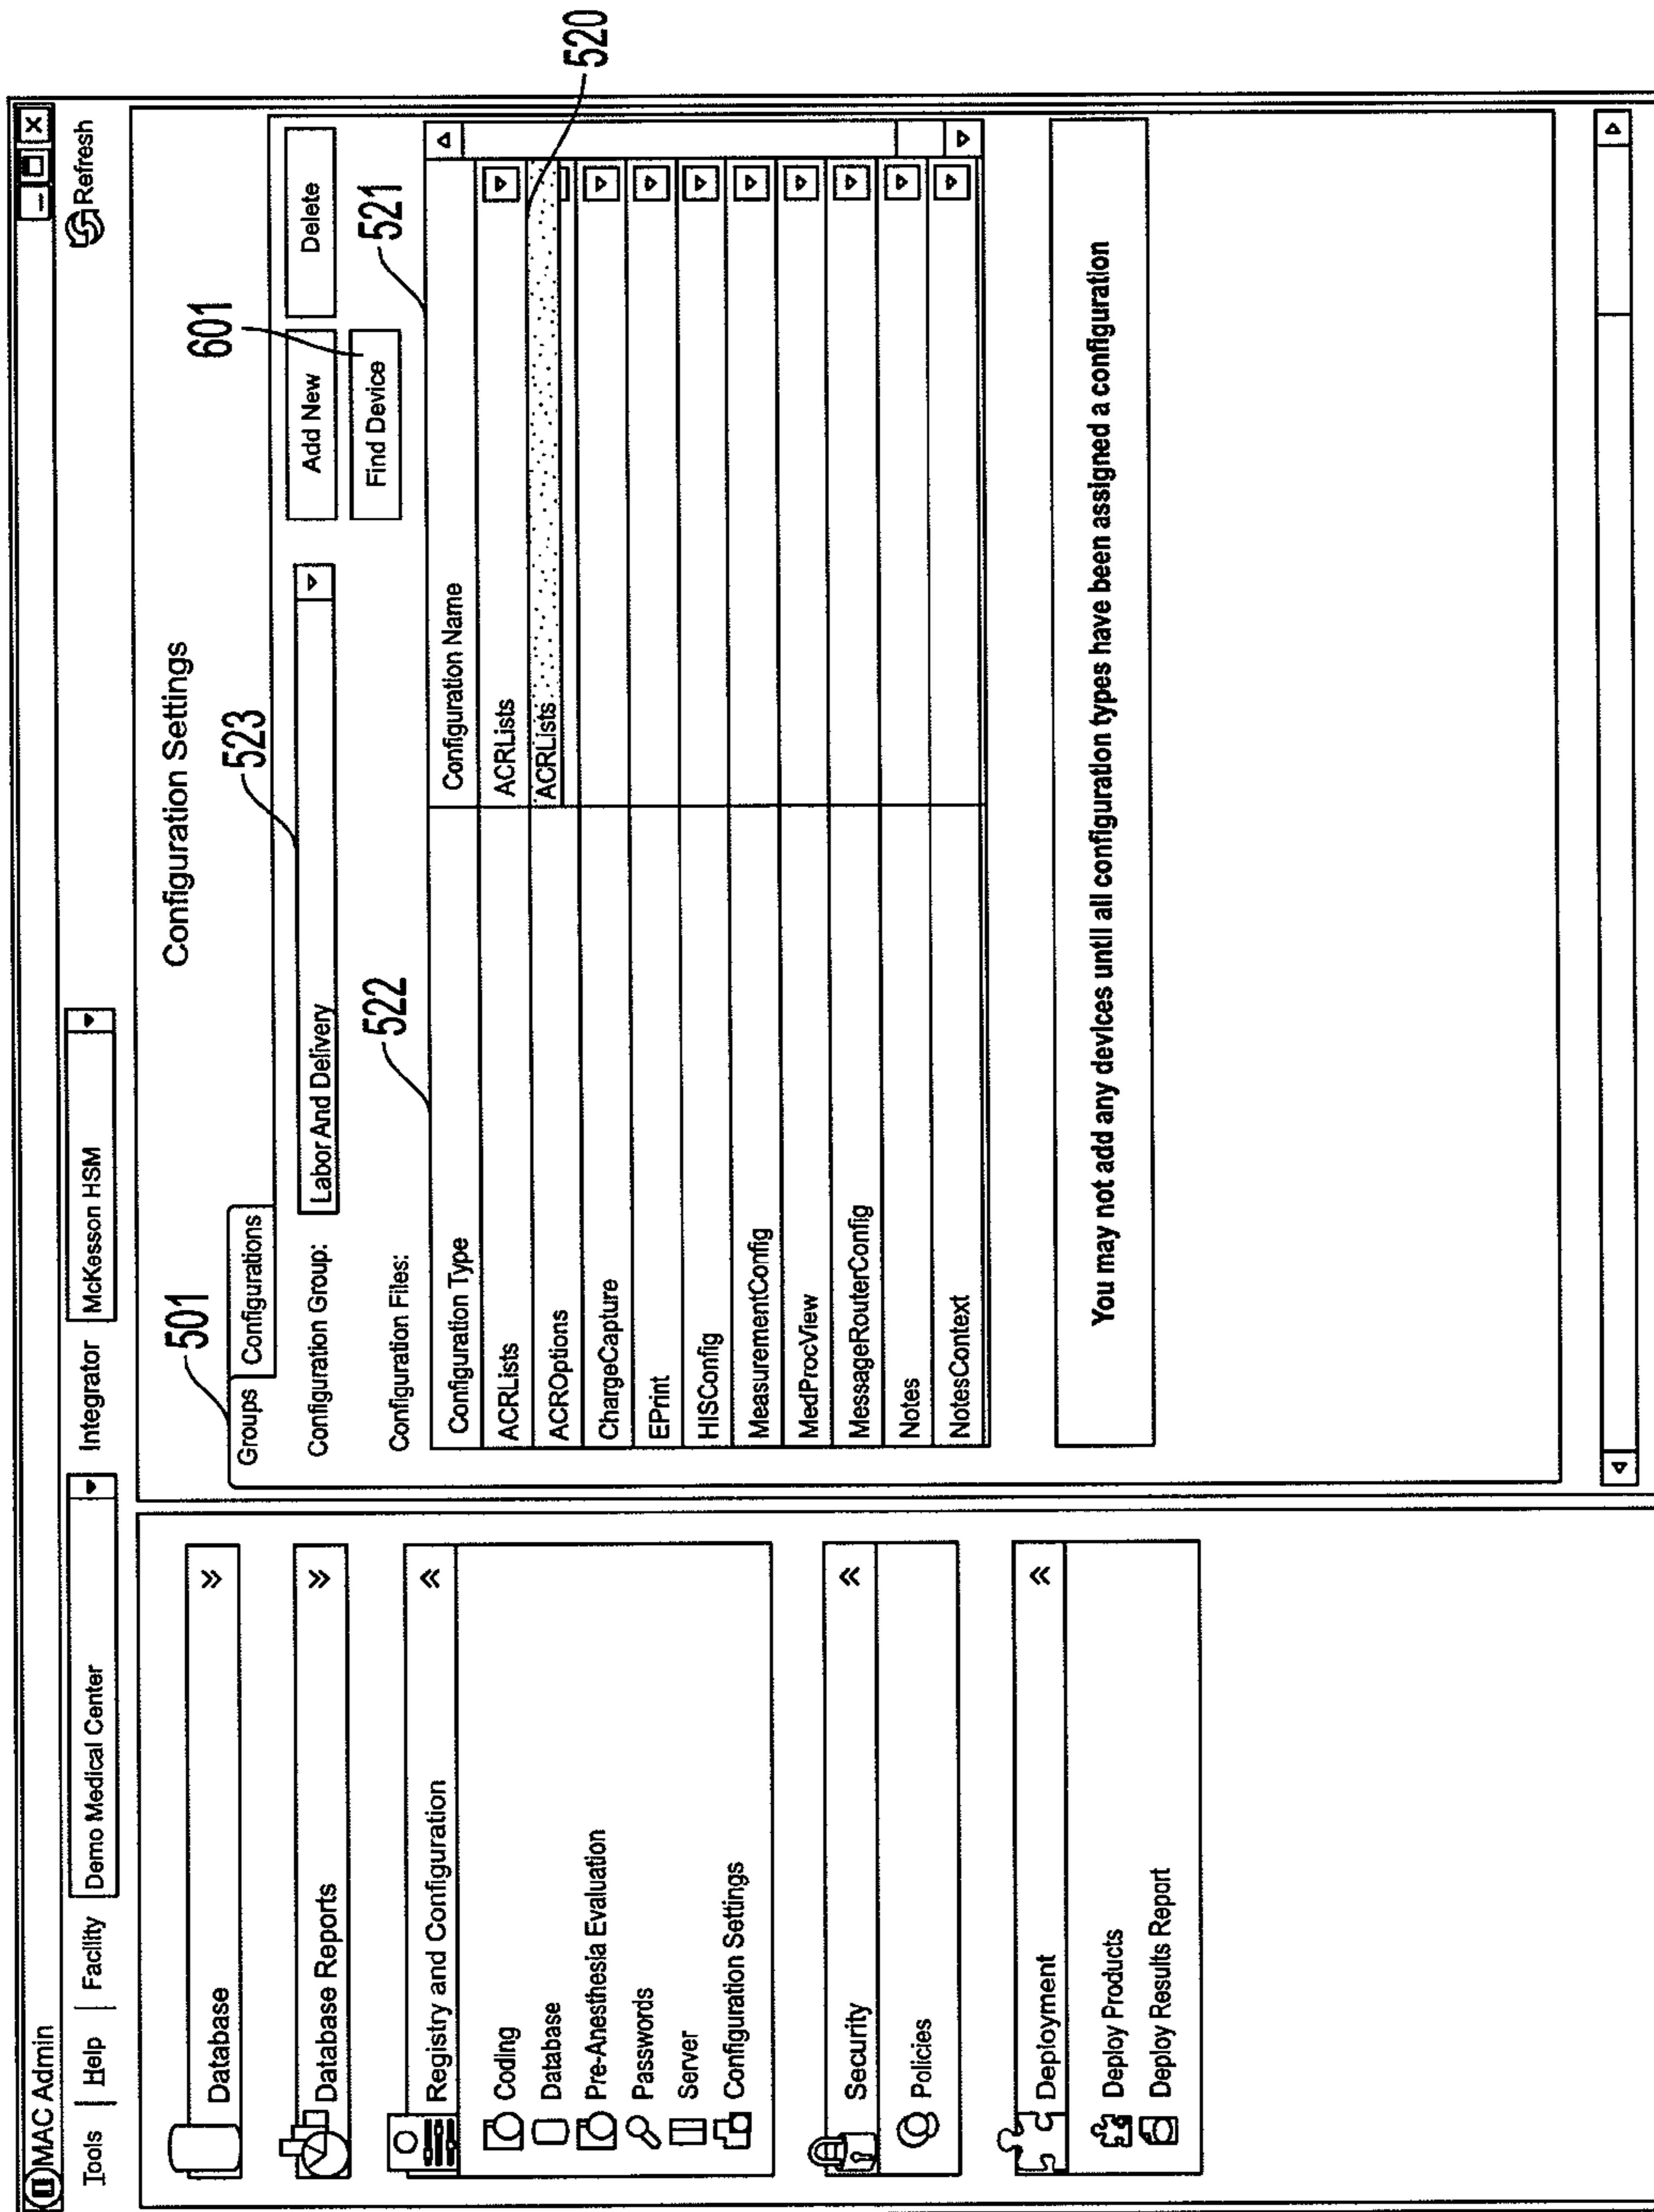 MAC Admin
Tools | Help | Facility Demo Medical Center Integrator McKesson HSM Refresh
Database
Database Reports
Registry and Configuration
Coding
Database
Pre-Anesthesia Evaluation
Passwords
Server
Configuration Settings
Security
Policies
Deployment
Deploy Products
Deploy Results Report
Configuration Settings
501
Groups Configurations
523
601
Configuration Group: Labor And Delivery Add New Delete
Find Device
Configuration Files:
522
521
520
Configuration Type Configuration Name
ACRLists ACRLists
ACROptions ACRLists
ChargeCapture
EPrint
HISConfig
MeasurementConfig
MedProcView
MessageRouterConfig
Notes
NotesContext
You may not add any devices until all configuration types have been assigned a configuration